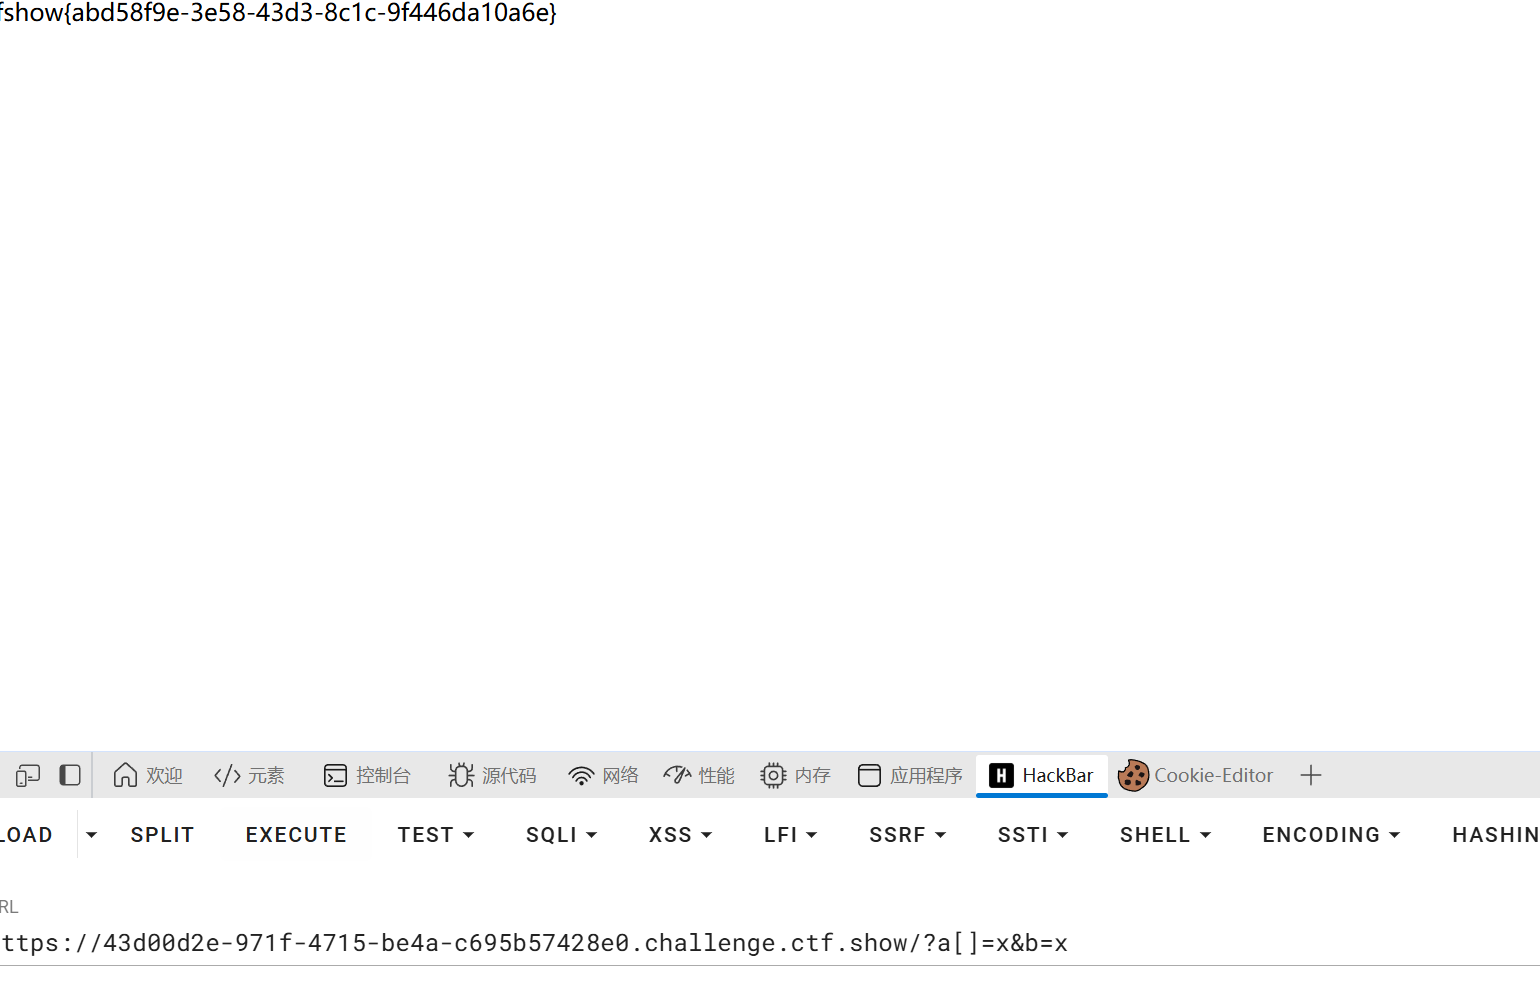 fshow{abd58f9e-3e58-43d3-8c1c-9f446da10a6e}
欢迎 元素 控制台 源代码 网络 性能 内存 应用程序 H HackBar Cookie-Editor
LOAD SPLIT EXECUTE TEST SQLI XSS LFI SSRF SSTI SHELL ENCODING HASHIN
RL
ttps://43d00d2e-971f-4715-be4a-c695b57428e0.challenge.ctf.show/?a[]=x&b=x